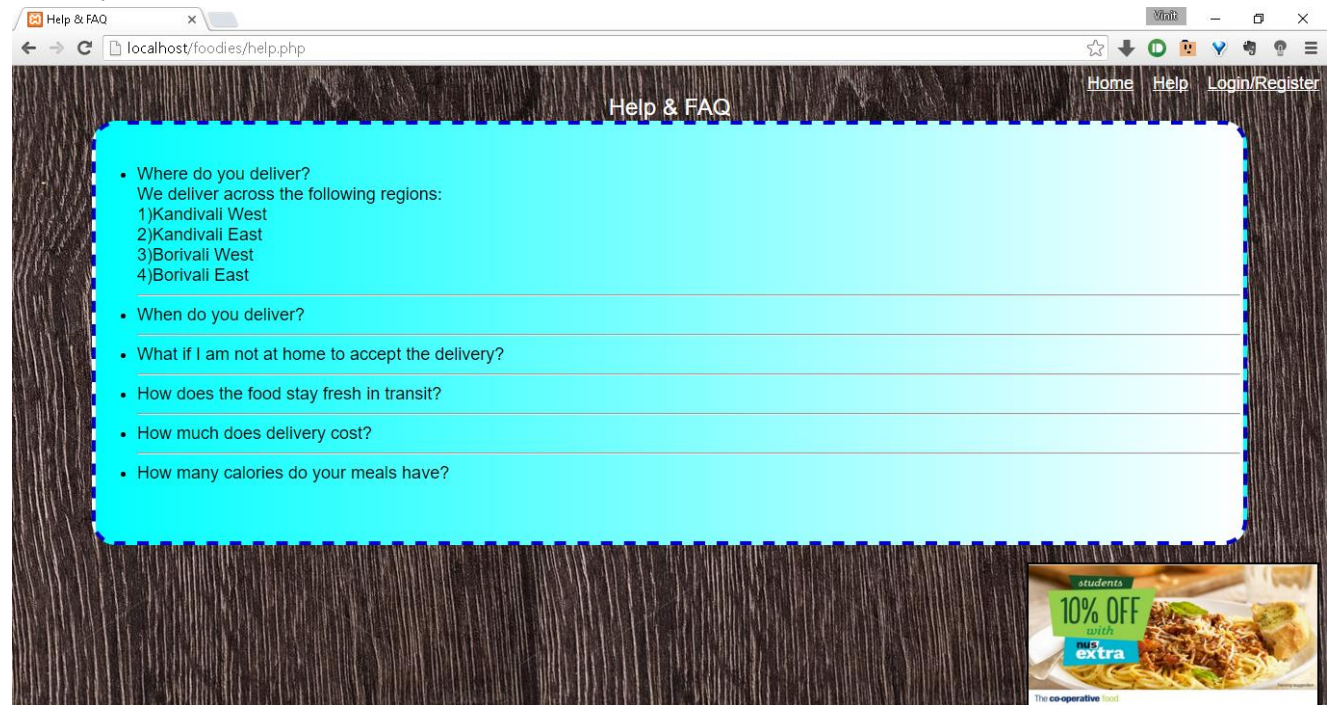 Help & FAQ
Vinit
localhost/foodies/help.php
Home Help Login/Register
Help & FAQ
Where do you deliver?
We deliver across the following regions:
1)Kandivali West
2)Kandivali East
3)Borivali West
4)Borivali East
When do you deliver?
What if I am not at home to accept the delivery?
How does the food stay fresh in transit?
How much does delivery cost?
How many calories do your meals have?
students
10% OFF
with
nus
extra
The co-operative food